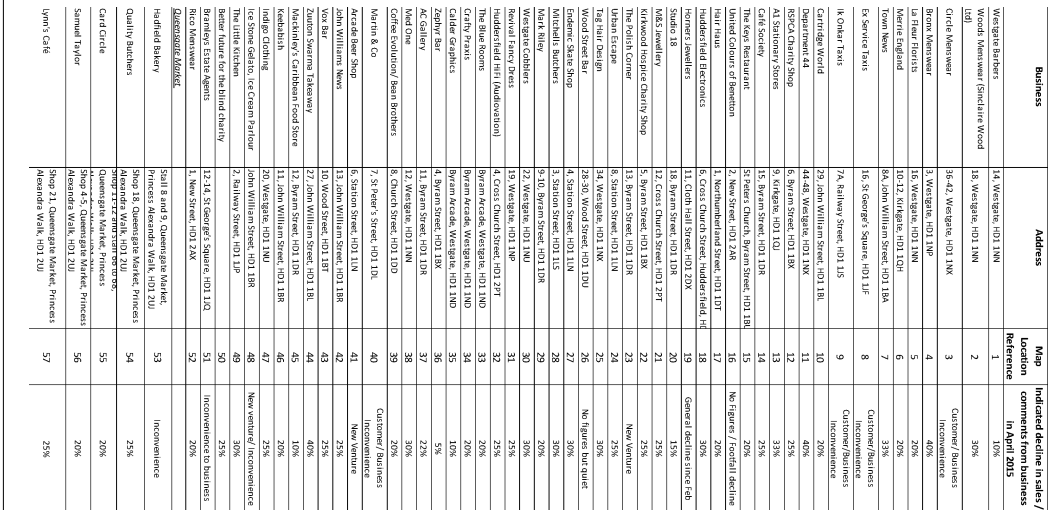 Business Address Map Location Reference Indicated decline in sales / comments from business in April 2015
Westgate Barbers 14, Westgate, HD1 1NN 1 10%
Woods Menswear (Sinclaire Wood Ltd) 18, Westgate, HD1 1NN 2 30%
Circle Menswear 36-42, Westgate, HD1 1NX 3 Customer/ Business Inconvenience
Bronx Menswear 3, Westgate, HD1 1NP 4 40%
La Fleur Florists 16, Westgate, HD1 1NN 5 20%
Merrie England 10-12, Kirkgate, HD1 1QH 6 20%
Town News 8A, John William Street, HD1 1BA 7 33%
Ex Service Taxis 16, St George's Square, HD1 1JF 8 Customer/Business Inconvenience
Ik Onkar Taxis 7A, Railway Street, HD1 1JS 9 Customer/Business Inconvenience
Cartridge World 29, John William Street, HD1 1BL 10 20%
Department 44 44-48, Westgate, HD1 1NX 11 40%
RSPCA Charity Shop 6, Byram Street, HD1 1BX 12 25%
A1 Stationary Stores 9, Kirkgate, HD1 1QJ 13 33%
Café Society 15, Byram Street, HD1 1DR 14 25%
The Keys Restaurant St Peters Church, Byram Street, HD1 1BU 15 20%
United Colours of Benetton 2, New Street, HD1 2AR 16 No Figures / Footfall decline
Hair Haus 1, Northumberland Street, HD1 1DT 17 20%
Huddersfield Electronics 6, Cross Church Street, Huddersfield, HD 18 30%
Horners Jewellers 11, Cloth Hall Street, HD1 2DX 19 General decline since Feb
Studio 18 18, Byram Street, HD1 1DR 20 15%
M&S Jewellery 12, Cross Church Street, HD1 2PT 21 25%
Kirkwood Hospice Charity Shop 5, Byram Street, HD1 1BX 22 25%
The Polish Corner 13, Byram Street, HD1 1DR 23 New Venture
Urban Escape 8, Station Street, HD1 1LN 24 25%
Tag Hair Design 34, Westgate, HD1 1NX 25 30%
Wood Street Bar 28-30, Wood Street, HD1 1DU 26 No figures but quiet
Endemic Skate Shop 4, Station Street, HD1 1LN 27 30%
Mitchells Butchers 3, Station Street, HD1 1LS 28 25%
Mark Riley 9-10, Byram Street, HD1 1DR 29 20%
Westgate Cobblers 22, Westgate, HD1 1NU 30 30%
Revival Fancy Dress 19, Westgate, HD1 1NP 31 25%
Huddersfield HiFi (Audiovation) 4, Cross Church Street, HD1 2PT 32 25%
The Blue Rooms Byram Arcade, Westgate, HD1 1ND 33 20%
Crafty Praxis Byram Arcade, Westgate, HD1 1ND 34 20%
Calder Graphics Byram Arcade, Westgate, HD1 1ND 35 10%
Zephyr Bar 4, Byram Street, HD1 1BX 36 5%
AC Gallery 11, Byram Street, HD1 1DR 37 22%
Med One 12, Westgate, HD1 1NN 38 30%
Coffee Evolution/ Bean Brothers 8, Church Street, HD1 1DD 39 20%
Martin & Co 7, St Peter's Street, HD1 1DL 40 Customer / Business Inconvenience
Arcade Beer Shop 6, Station Street, HD1 1LN 41 New Venture
John Williams News 13, John William Street, HD1 1BR 42 25%
Vox Bar 10, Wood Street, HD1 1BT 43 25%
Zuuton Swarma Takeaway 27, John William Street, HD1 1BL 44 40%
Mackinley's Caribbean Food Store 12, Byram Street, HD1 1DR 45 10%
Keebabish 11, John William Street, HD1 1BR 46 20%
Indigo Clothing 20, Westgate, HD1 1NU 47 25%
Ice Stone Gelato, Ice Cream Parlour John William Street, HD1 1BR 48 New venture/ Inconvenience
The Little Kitchen 2, Railway Street, HD1 1JP 49 30%
Better future for the blind charity 50 20%
Bramleys Estate Agents 12-14, St George's Square, HD1 1JQ 51 Inconvenience to business
Rico Menswear 1, New Street, HD1 2AX 52 20%
Queensgate Market
Hadfield Bakery Stall 8 and 9, Queensgate Market, Princess Alexandra Walk, HD1 2UJ 53 Inconvenience
Quality Butchers Shop 18, Queensgate Market, Princess Alexandra Walk, HD1 2UJ 54 25%
Card Circle Queensgate Market, Princess 55 20%
Samuel Taylor Shop 4-5, Queensgate Market, Princess Alexandra Walk, HD1 2UJ 56 20%
Lynn's Café Shop 21, Queensgate Market, Princess Alexandra Walk, HD1 2UJ 57 25%